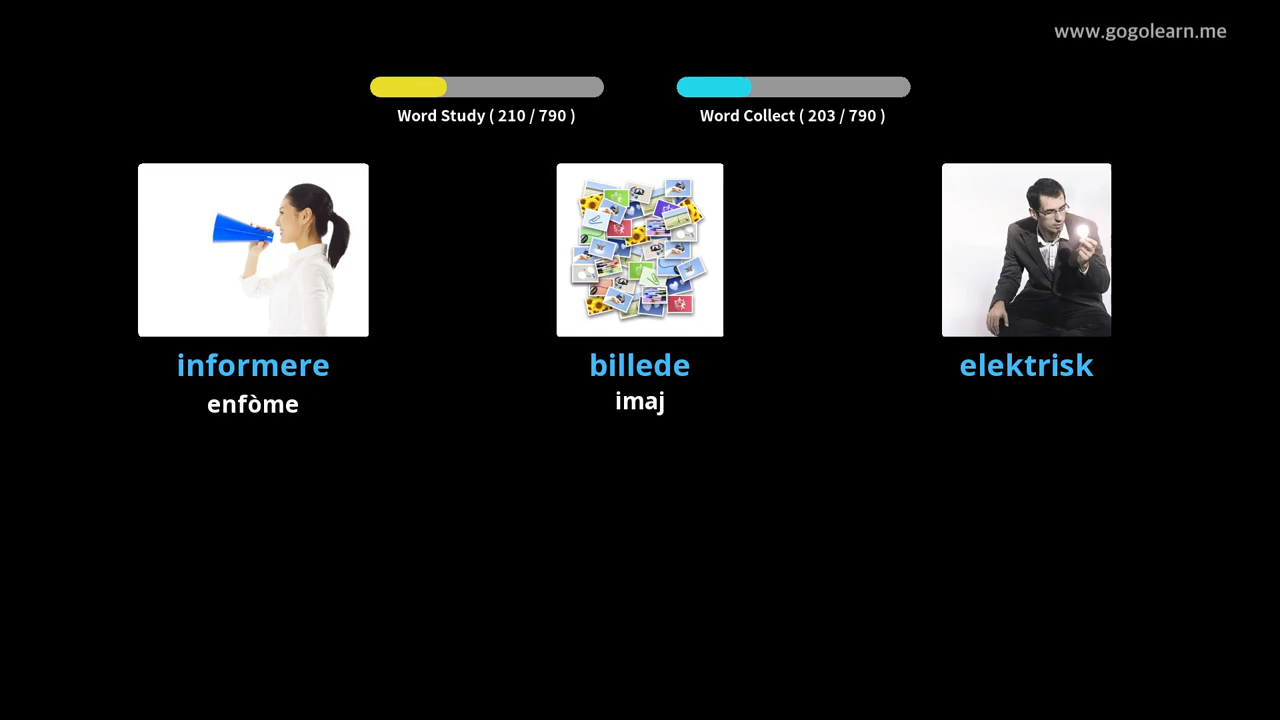 www.gogolearn.me
Word Study ( 210 / 790 )
Word Collect ( 203 / 790 )
informere
enfòme
billede
imaj
elektrisk